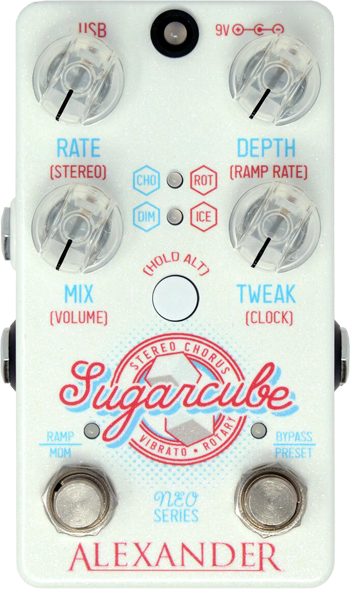 USB 9V
RATE DEPTH
(STEREO) (RAMP RATE)
CHO ROT
DIM ICE
(HOLD ALT)
MIX TWEAK
(VOLUME) (CLOCK)
STEREO CHORUS
Sugarcube
VIBRATO • ROTARY
RAMP BYPASS
MOM PRESET
NEO
SERIES
ALEXANDER